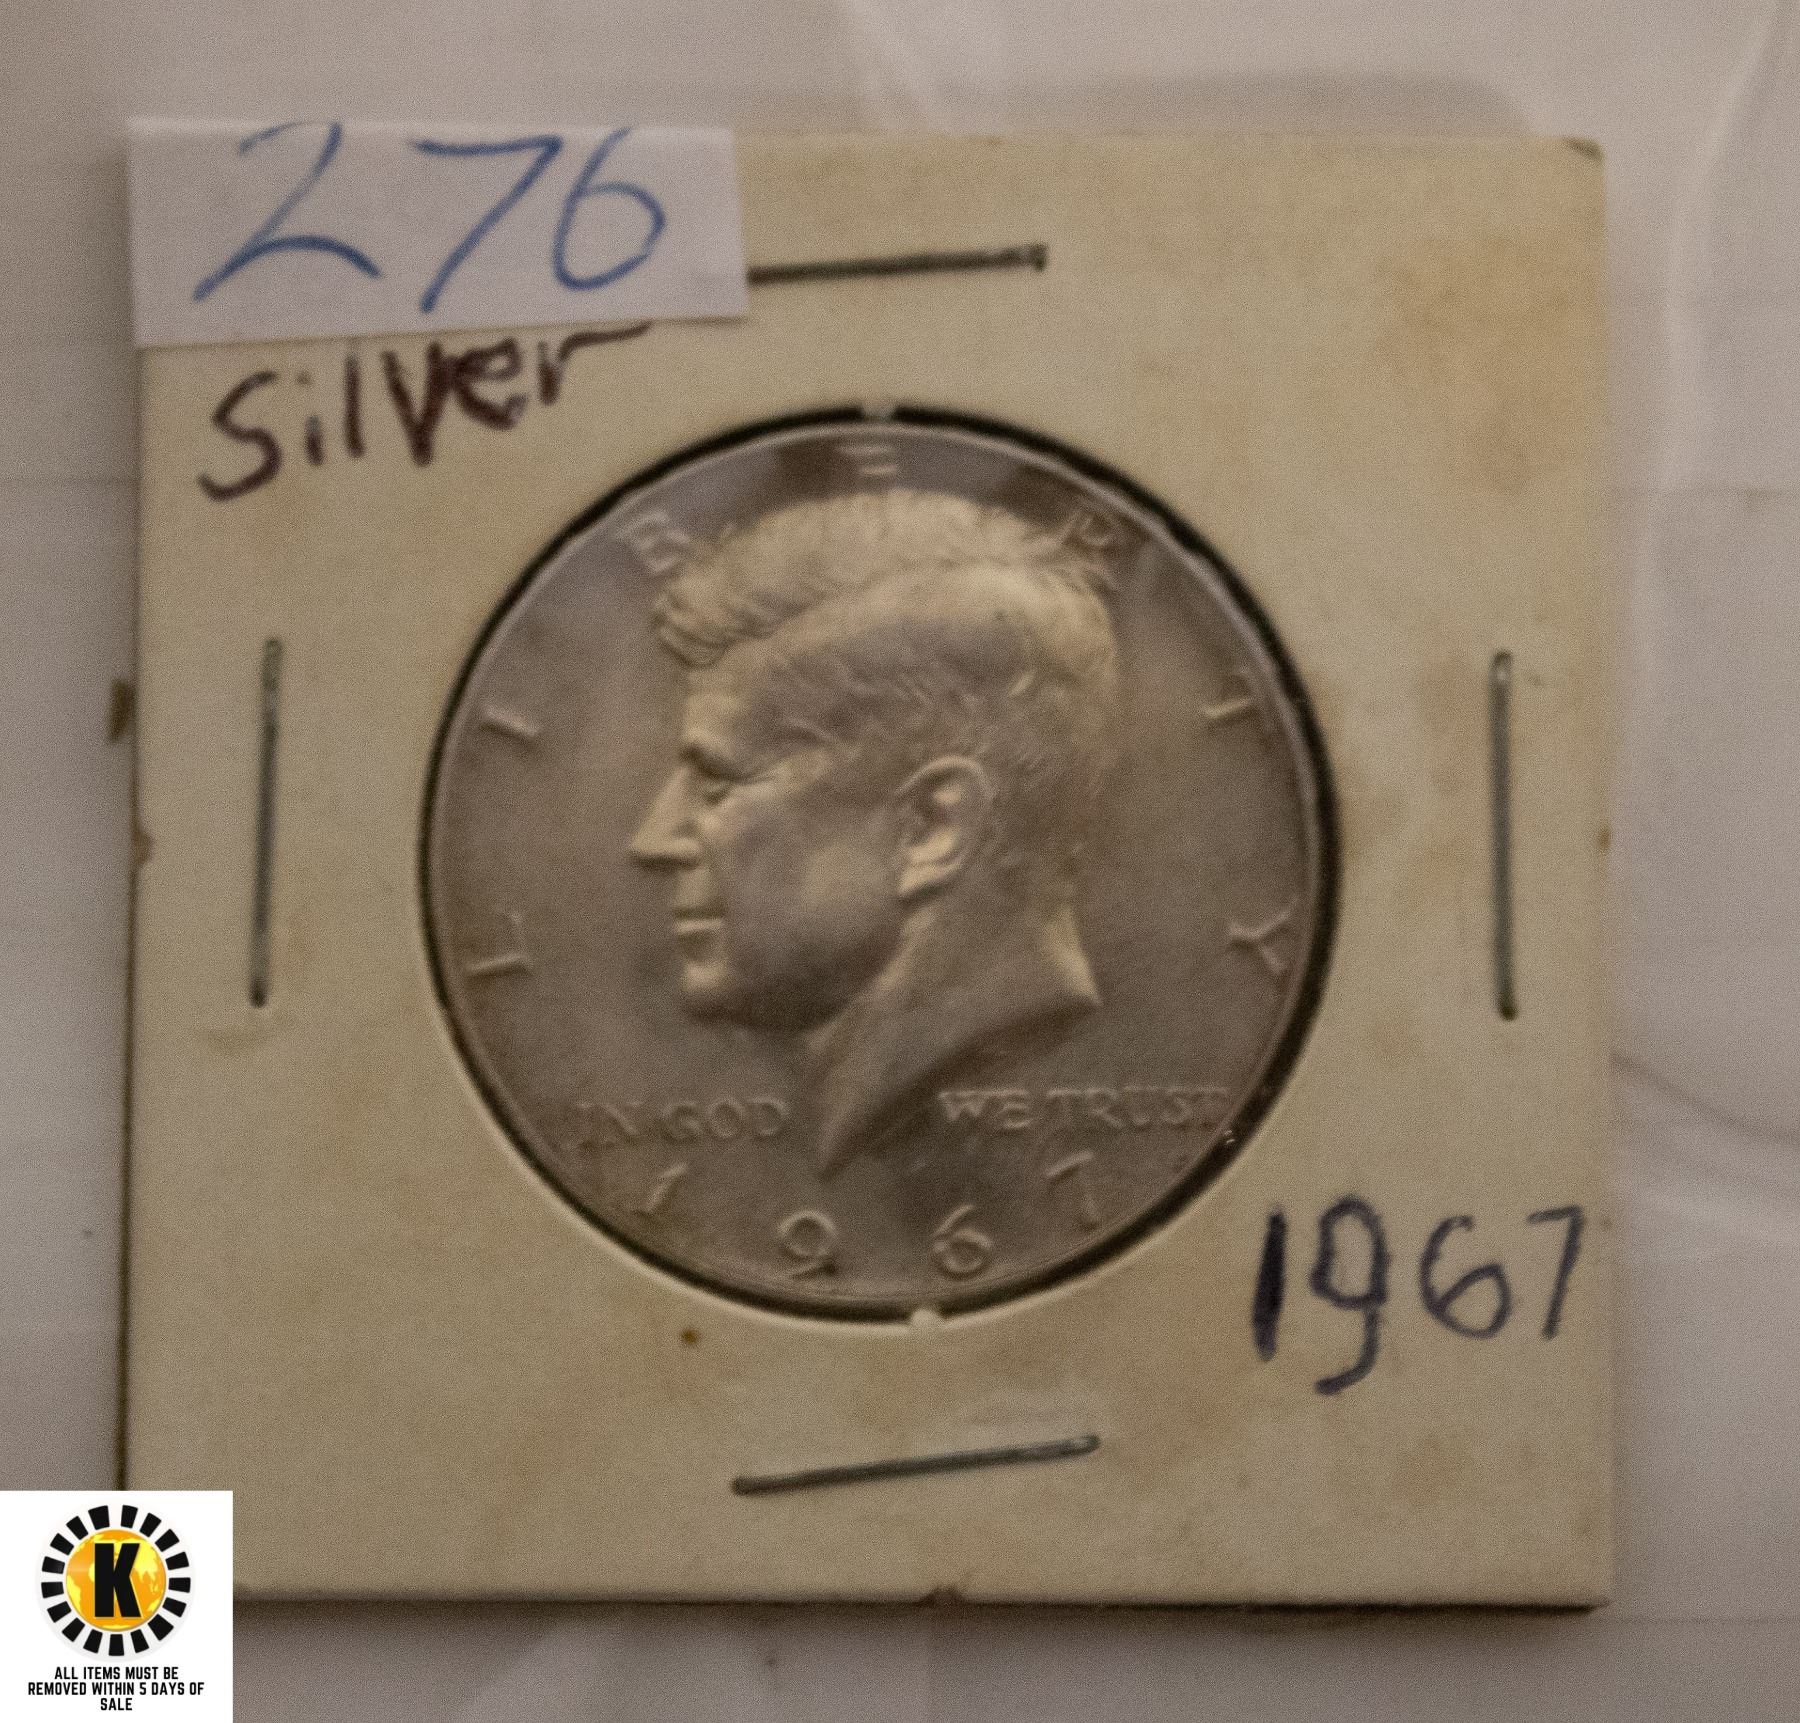 276
Silver
LIBERTY
IN GOD WE TRUST
1967
1967
K
ALL ITEMS MUST BE
REMOVED WITHIN 5 DAYS OF
SALE